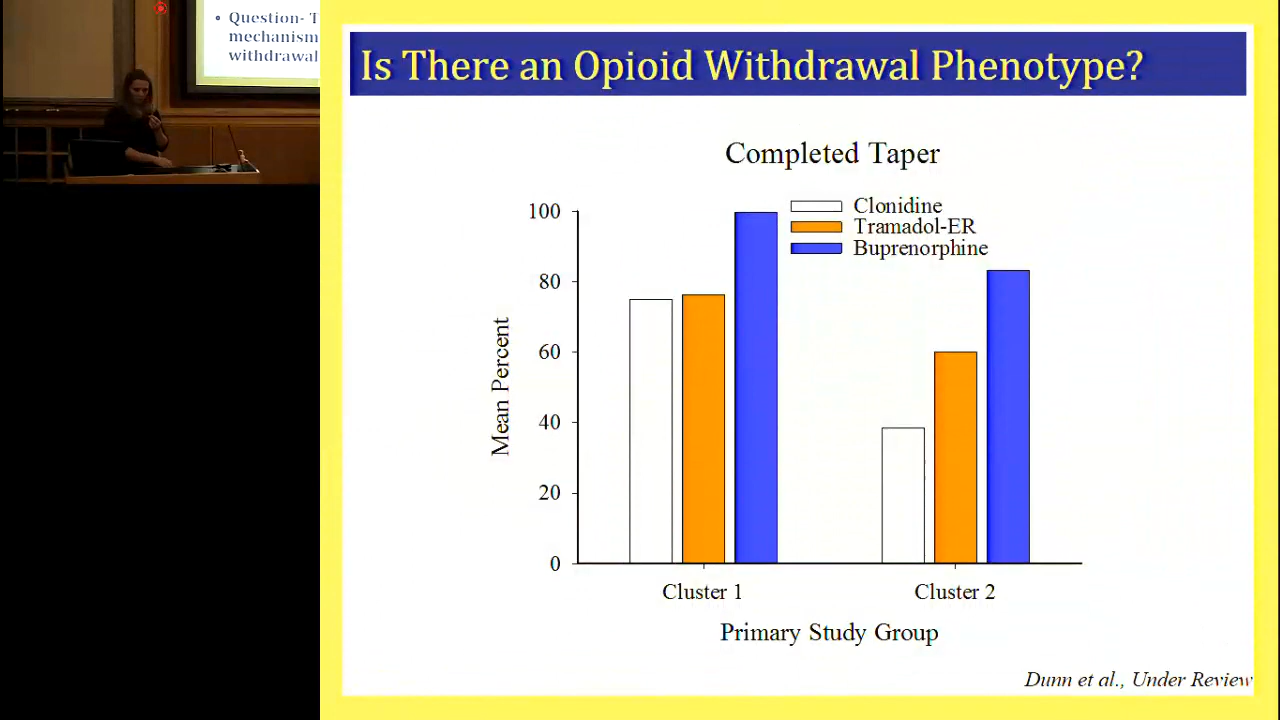 • Question- T
mechanism
withdrawal
Is There an Opioid Withdrawal Phenotype?
Completed Taper
Clonidine
Tramadol-ER
Buprenorphine
100
80
60
40
20
0
Mean Percent
Cluster 1
Cluster 2
Primary Study Group
Dunn et al., Under Review